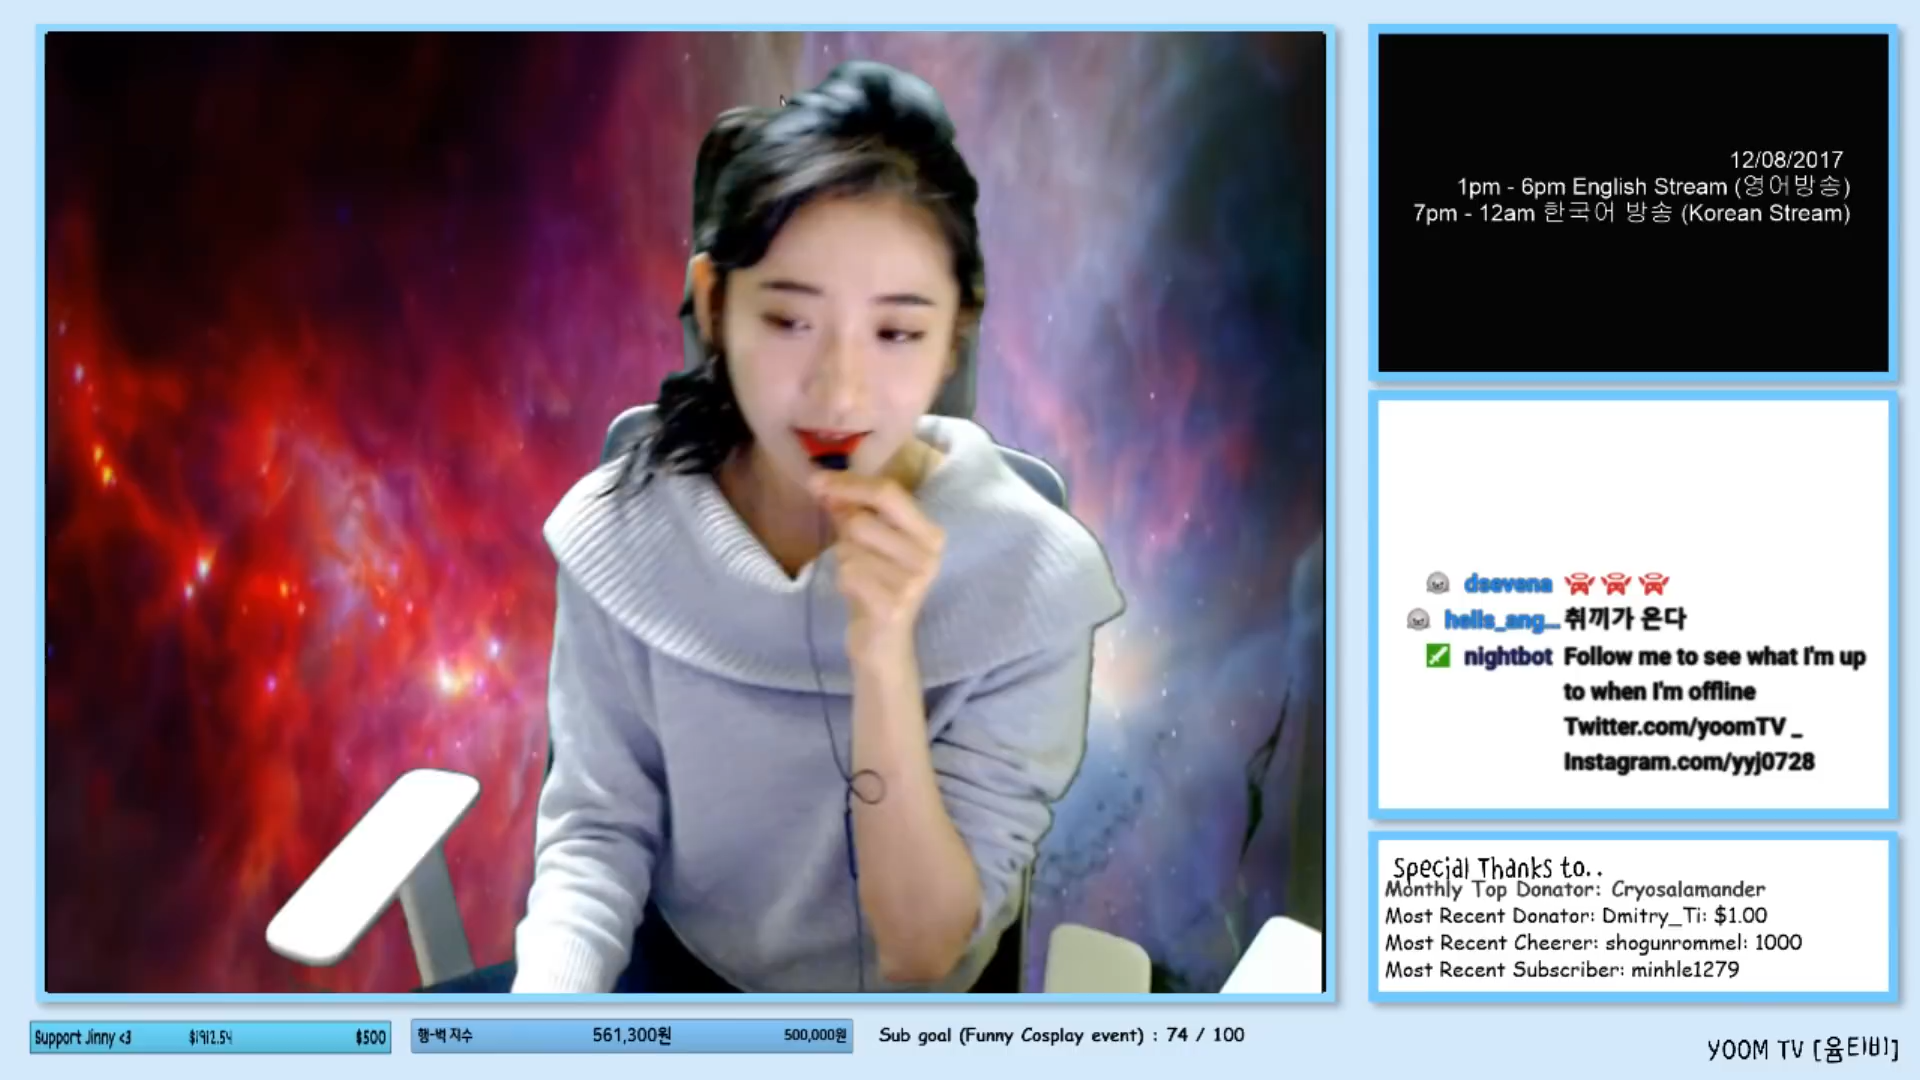 12/08/2017
1pm - 6pm English Stream (영어방송)
7pm - 12am 한국어 방송 (Korean Stream)
dsevena
hells_ang... 취끼가 온다
nightbot Follow me to see what I'm up
to when I'm offline
Twitter.com/yoomTV _
Instagram.com/yyj0728
Special Thanks to..
Monthly Top Donator: Cryosalamander
Most Recent Donator: Dmitry_Ti: $1.00
Most Recent Cheerer: shogunrommel: 1000
Most Recent Subscriber: minhle1279
Support Jinny <3 $1912.54 $500
행-벅 지수 561,300원 500,000원
Sub goal (Funny Cosplay event) : 74 / 100
YOOM TV [윰티비]